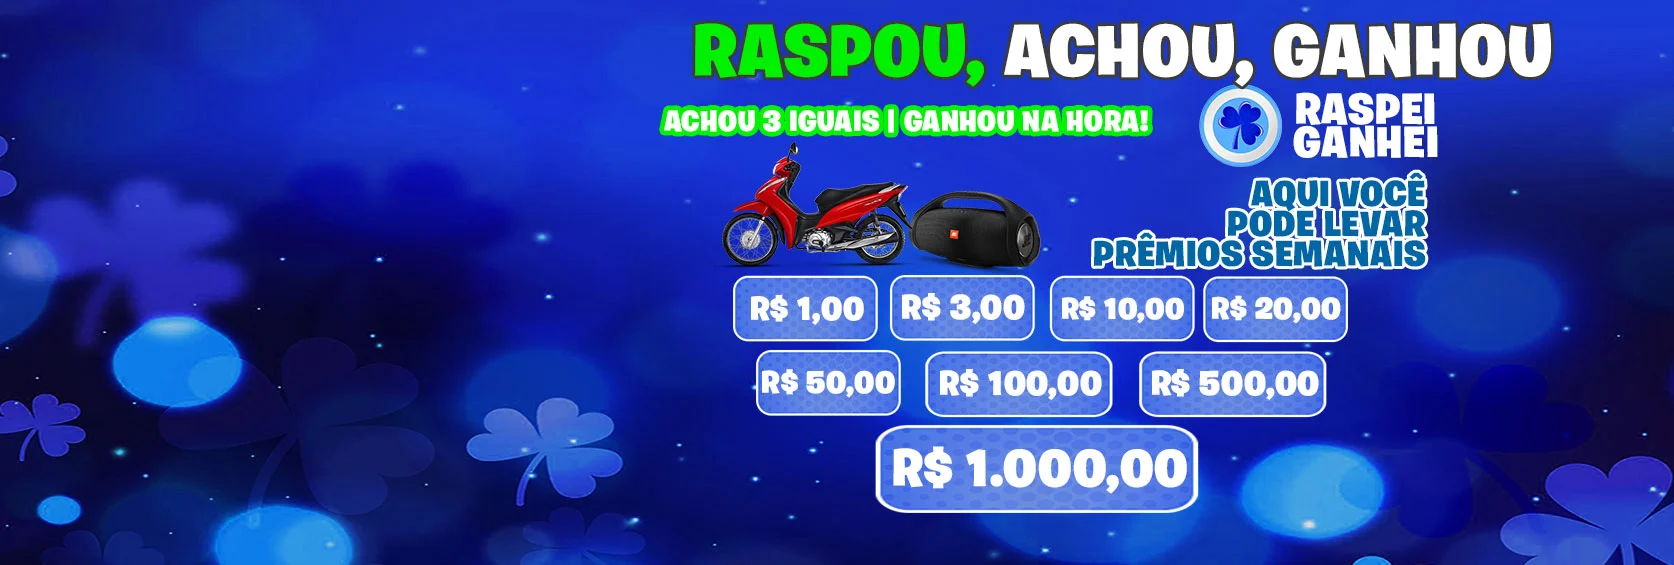 RASPOU, ACHOU, GANHOU
ACHOU 3 IGUAIS | GANHOU NA HORA!
RASPEI
GANHEI
AQUI VOCÊ
PODE LEVAR
PRÊMIOS SEMANAIS
R$ 1,00
R$ 3,00
R$ 10,00
R$ 20,00
R$ 50,00
R$ 100,00
R$ 500,00
R$ 1.000,00